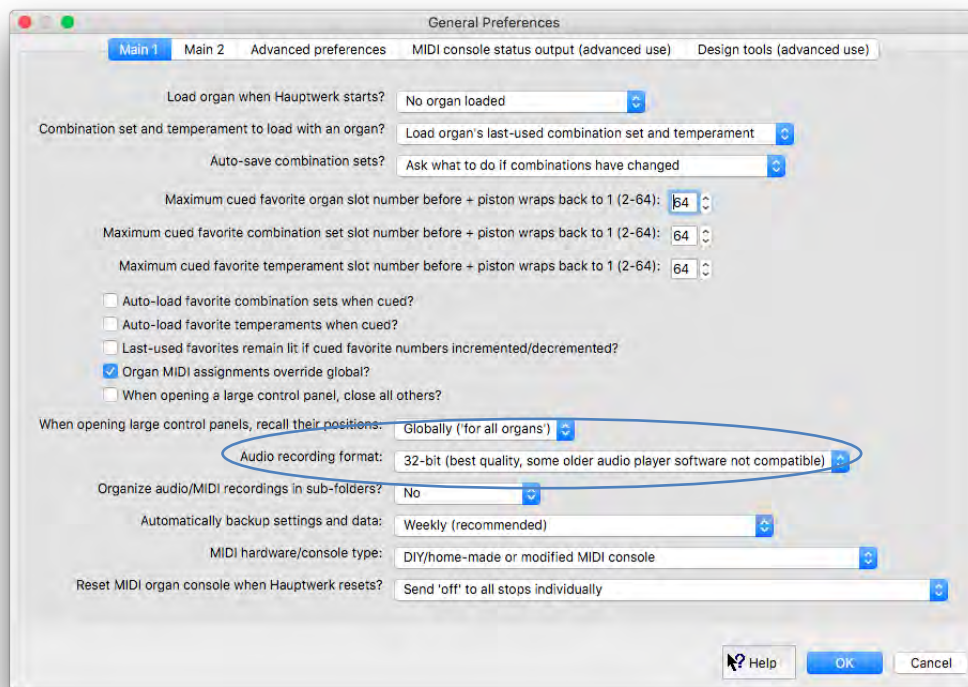 General Preferences
Main 1 Main 2 Advanced preferences MIDI console status output (advanced use) Design tools (advanced use)
Load organ when Hauptwerk starts? No organ loaded
Combination set and temperament to load with an organ? Load organ's last-used combination set and temperament
Auto-save combination sets? Ask what to do if combinations have changed
Maximum cued favorite organ slot number before + piston wraps back to 1 (2-64): 64
Maximum cued favorite combination set slot number before + piston wraps back to 1 (2-64): 64
Maximum cued favorite temperament slot number before + piston wraps back to 1 (2-64): 64
Auto-load favorite combination sets when cued?
Auto-load favorite temperaments when cued?
Last-used favorites remain lit if cued favorite numbers incremented/decremented?
Organ MIDI assignments override global?
When opening a large control panel, close all others?
When opening large control panels, recall their positions: Globally ('for all organs')
Audio recording format: 32-bit (best quality, some older audio player software not compatible)
Organize audio/MIDI recordings in sub-folders? No
Automatically backup settings and data: Weekly (recommended)
MIDI hardware/console type: DIY/home-made or modified MIDI console
Reset MIDI organ console when Hauptwerk resets? Send 'off' to all stops individually
? Help OK Cancel